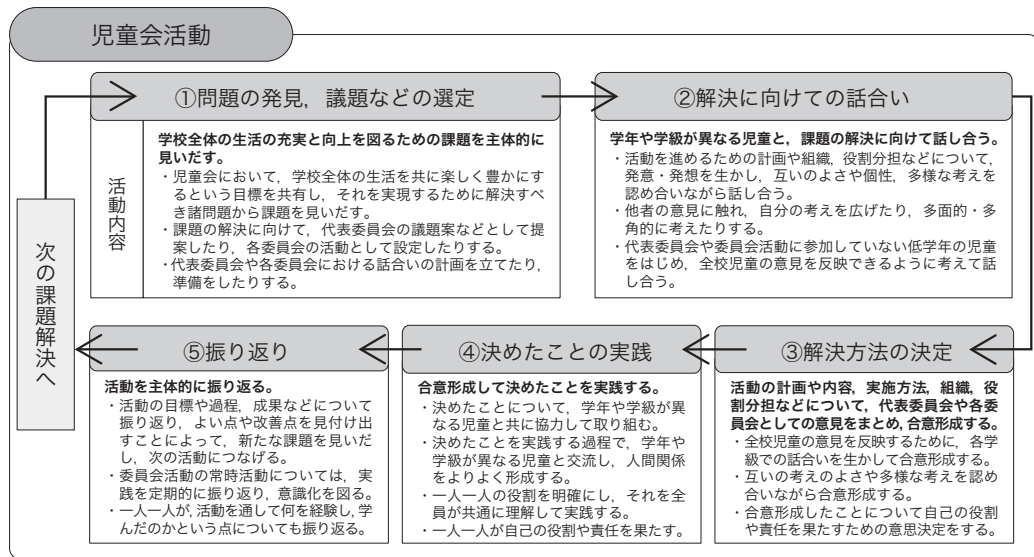 児童会活動
①問題の発見，議題などの選定
活動内容
学校全体の生活の充実と向上を図るための課題を主体的に
見いだす。
・児童会において，学校全体の生活を共に楽しく豊かにす
るという目標を共有し，それを実現するために解決すべ
き諸問題から課題を見いだす。
・課題の解決に向けて，代表委員会の議題案などとして提
案したり，各委員会の活動として設定したりする。
・代表委員会や各委員会における話合いの計画を立てたり，
準備をしたりする。
②解決に向けての話合い
学年や学級が異なる児童と，課題の解決に向けて話し合う。
・活動を進めるための計画や組織，役割分担などについて，
発意・発想を生かし，互いのよさや個性，多様な考えを
認め合いながら話し合う。
・他者の意見に触れ，自分の考えを広げたり，多面的・多
角的に考えたりする。
・代表委員会や委員会活動に参加していない低学年の児童
をはじめ，全校児童の意見を反映できるように考えて話
し合う。
③解決方法の決定
活動の計画や内容，実施方法，組織，役
割分担などについて，代表委員会や各委
員会としての意見をまとめ，合意形成する。
・全校児童の意見を反映するために，各学
級での話合いを生かして合意形成する。
・互いの考えのよさや多様な考えを認め
合いながら合意形成する。
・合意形成したことについて自己の役割
や責任を果たすための意思決定をする。
④決めたことの実践
合意形成して決めたことを実践する。
・決めたことについて，学年や学級が異
なる児童と共に協力して取り組む。
・決めたことを実践する過程で，学年や
学級が異なる児童と交流し，人間関係
をよりよく形成する。
・一人一人の役割を明確にし，それを全
員が共通に理解して実践する。
・一人一人が自己の役割や責任を果たす。
⑤振り返り
活動を主体的に振り返る。
・活動の目標や過程，成果などについて
振り返り，よい点や改善点を見付け出
すことによって，新たな課題を見いだ
し，次の活動につなげる。
・委員会活動の常時活動については，実
践を定期的に振り返り，意識化を図る。
・一人一人が，活動を通して何を経験し，学
んだのかという点についても振り返る。
次の課題解決へ